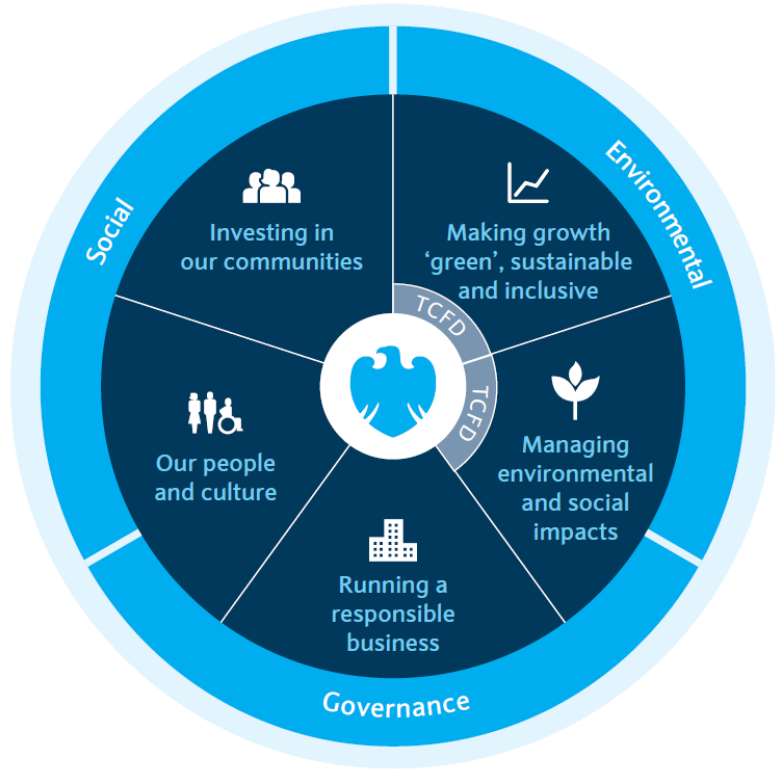 Social
Environmental
Governance
Investing in
our communities
Making growth
‘green’, sustainable
and inclusive
TCFD
TCFD
Managing
environmental
and social
impacts
Our people
and culture
Running a
responsible
business